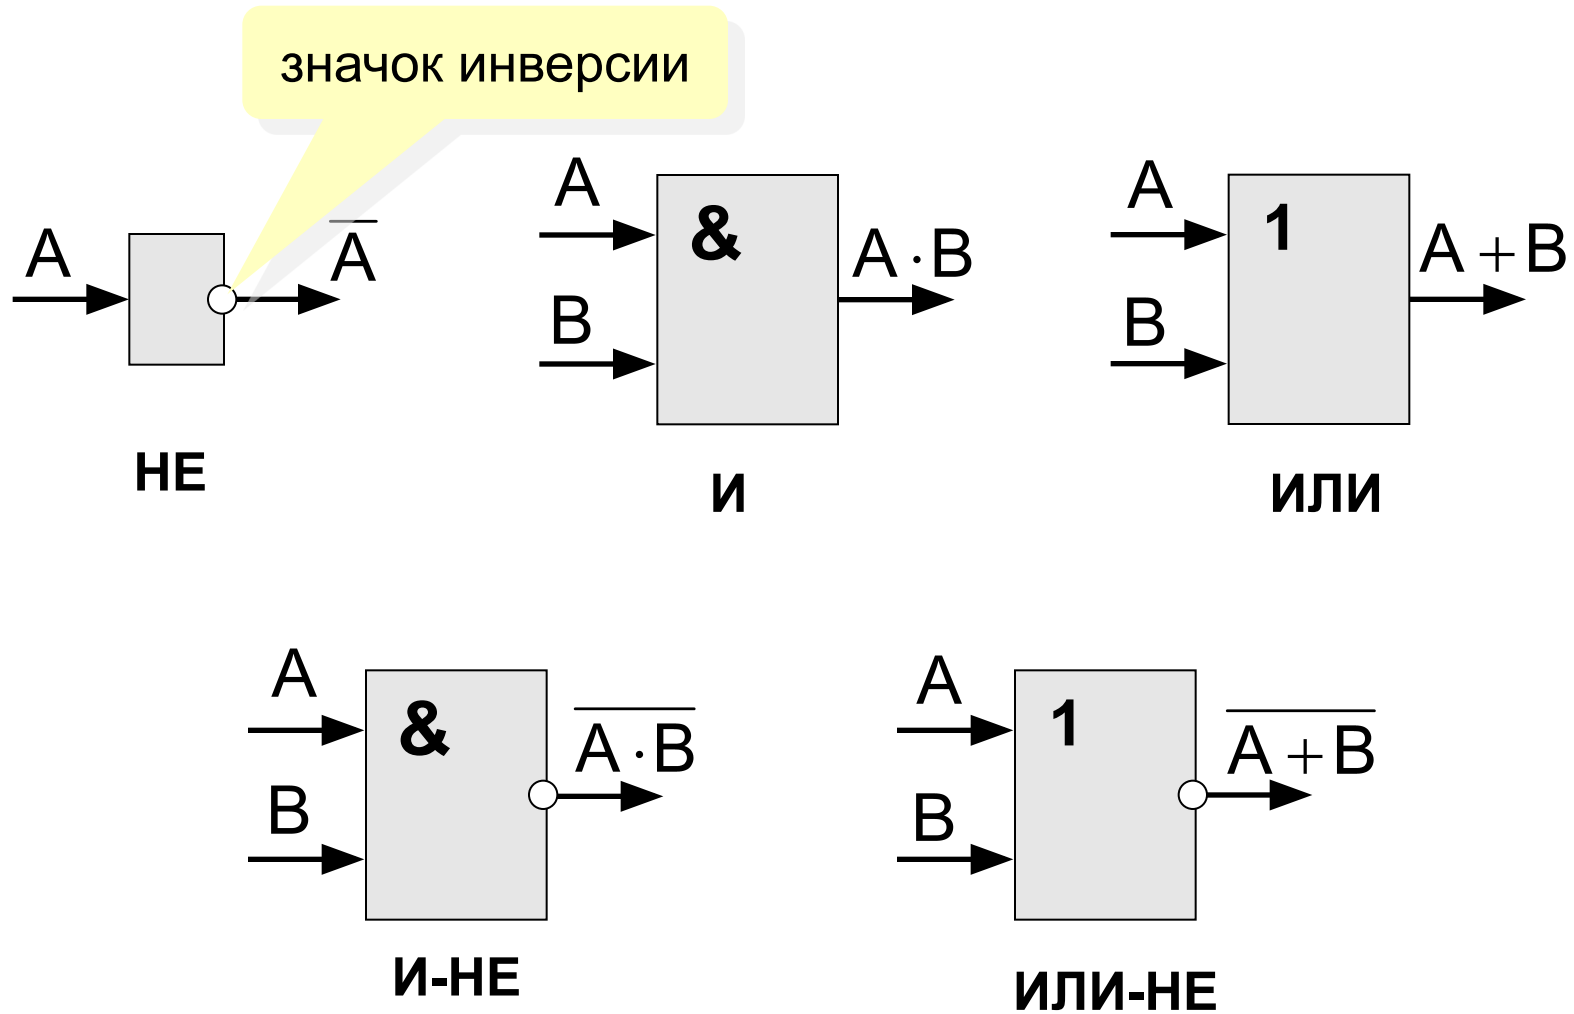 значок инверсии
A
A̅
НЕ
A
B
&
A · B
И
A
B
1
A + B
ИЛИ
A
B
&
A̅ ̅·̅ ̅B̅
И-НЕ
A
B
1
A̅ ̅+̅ ̅B̅
ИЛИ-НЕ